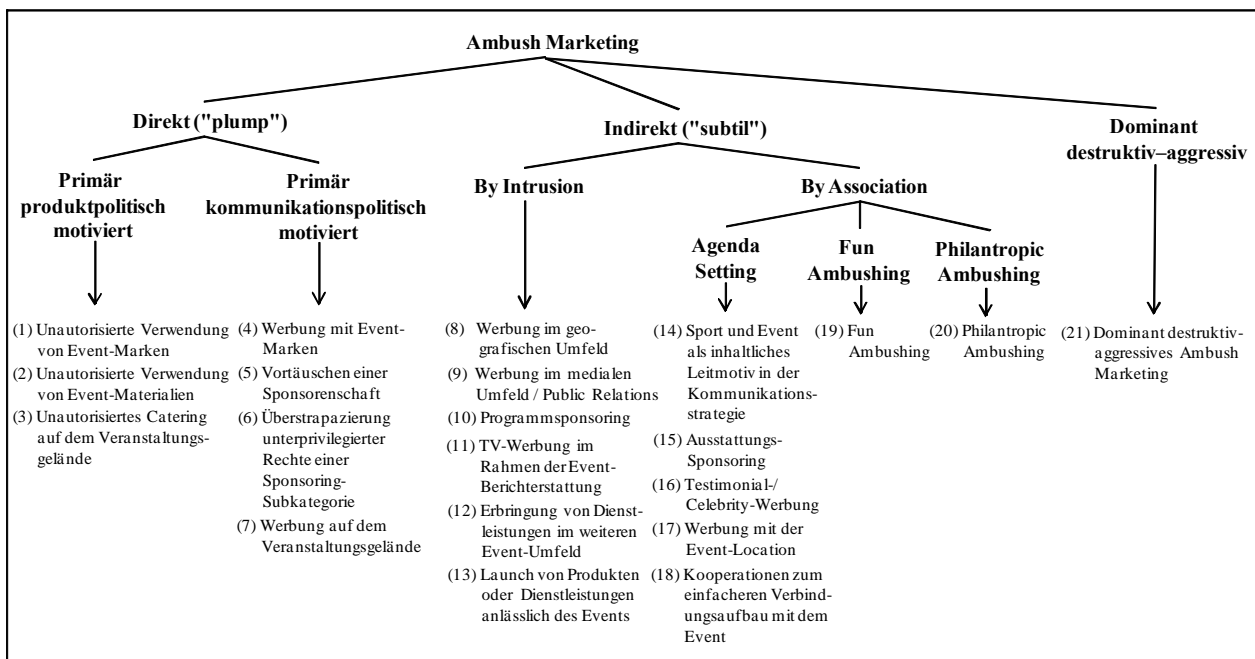 Ambush Marketing
Direkt ("plump")
Indirekt ("subtil")
Dominant
destruktiv–aggressiv
Primär
produktpolitisch
motiviert
Primär
kommunikationspolitisch
motiviert
By Intrusion
By Association
Agenda
Setting
Fun
Ambushing
Philantropic
Ambushing
(1) Unautorisierte Verwendung
von Event-Marken
(2) Unautorisierte Verwendung
von Event-Materialien
(3) Unautorisiertes Catering
auf dem Veranstaltungs-
gelände
(4) Werbung mit Event-
Marken
(5) Vortäuschen einer
Sponsorenschaft
(6) Überstrapazierung
unterprivilegierter
Rechte einer
Sponsoring-
Subkategorie
(7) Werbung auf dem
Veranstaltungsgelände
(8) Werbung im geo-
grafischen Umfeld
(9) Werbung im medialen
Umfeld / Public Relations
(10) Programmsponsoring
(11) TV-Werbung im
Rahmen der Event-
Berichterstattung
(12) Erbringung von Dienst-
leistungen im weiteren
Event-Umfeld
(13) Launch von Produkten
oder Dienstleistungen
anlässlich des Events
(14) Sport und Event
als inhaltliches
Leitmotiv in der
Kommunikations-
strategie
(15) Ausstattungs-
Sponsoring
(16) Testimonial-/
Celebrity-Werbung
(17) Werbung mit der
Event-Location
(18) Kooperationen zum
einfacheren Verbind-
ungsaufbau mit dem
Event
(19) Fun
Ambushing
(20) Philantropic
Ambushing
(21) Dominant destruktiv-
aggressives Ambush
Marketing